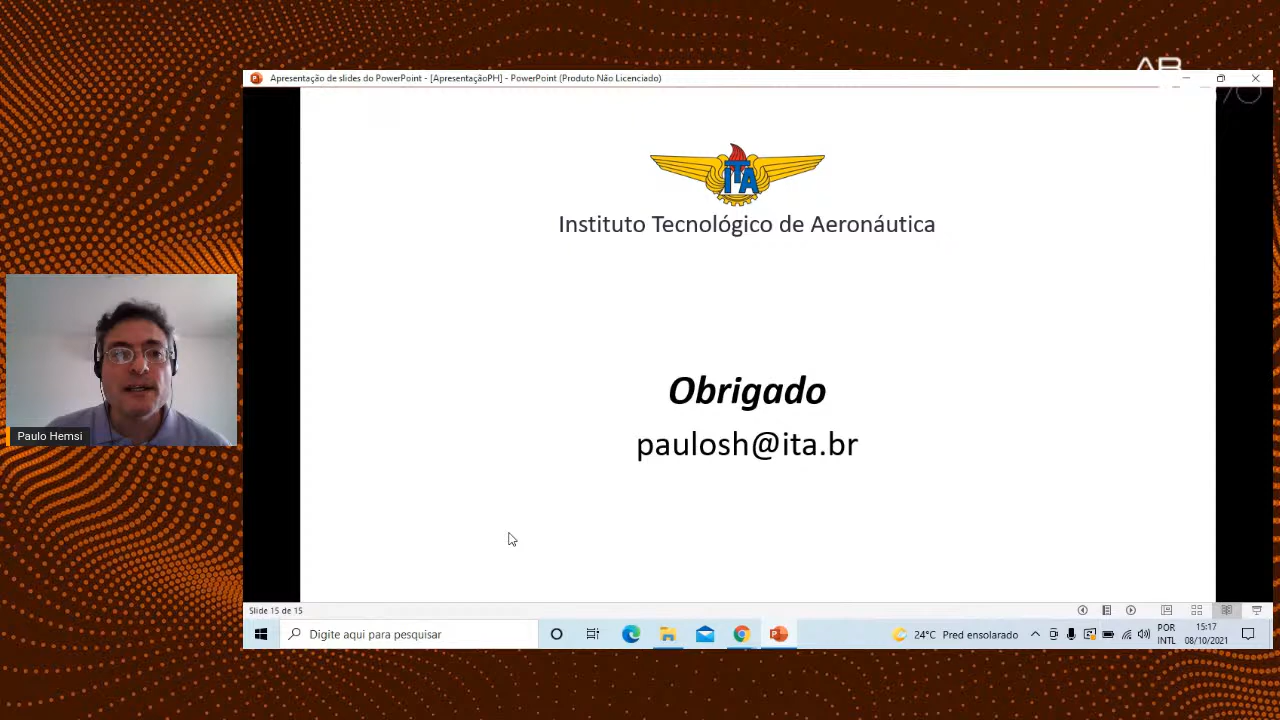 Apresentação de slides do PowerPoint - [ApresentaçãoPH] - PowerPoint (Produto Não Licenciado)
ITA
Instituto Tecnológico de Aeronáutica
Obrigado
paulosh@ita.br
Paulo Hemsi
Slide 15 de 15
Digite aqui para pesquisar
24°C Pred ensolarado
POR
INTL
15:17
08/10/2021